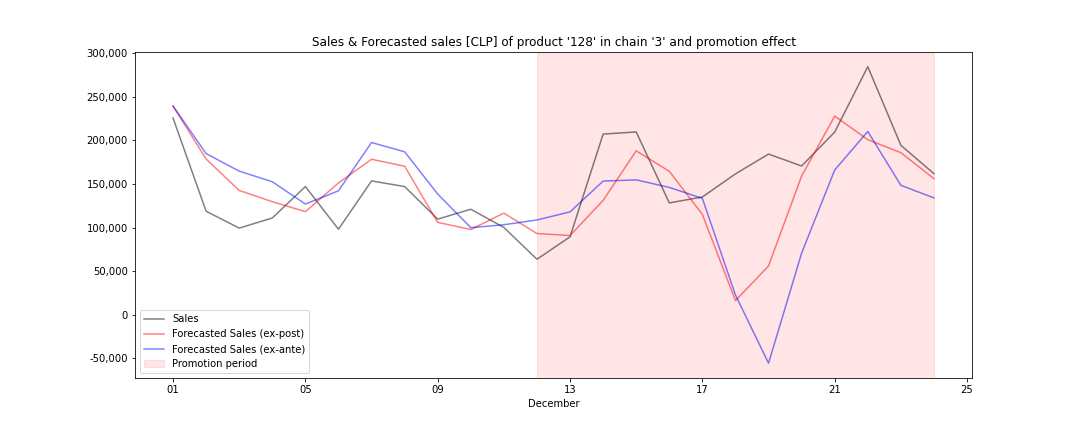 Sales & Forecasted sales [CLP] of product '128' in chain '3' and promotion effect
300,000
250,000
200,000
150,000
100,000
50,000
0
-50,000
Sales
Forecasted Sales (ex-post)
Forecasted Sales (ex-ante)
Promotion period
01 05 09 13 17 21 25
December